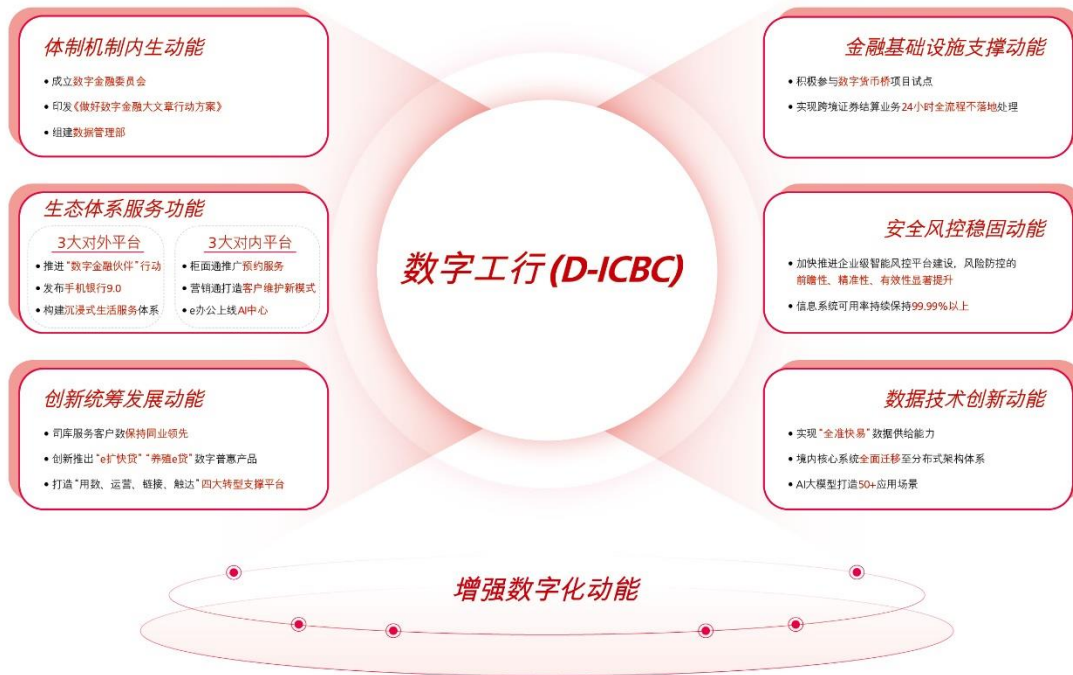 体制机制内生动能
• 成立数字金融委员会
• 印发《做好数字金融大文章行动方案》
• 组建数据管理部
生态体系服务功能
3大对外平台
• 推进“数字金融伙伴”行动
• 发布手机银行9.0
• 构建沉浸式生活服务体系
3大对内平台
• 柜面通推广预约服务
• 营销通打造客户维护新模式
• e办公上线AI中心
创新统筹发展动能
• 司库服务客户数保持同业领先
• 创新推出“e扩快贷”“养殖e贷”数字普惠产品
• 打造“用数、运营、链接、触达”四大转型支撑平台
数字工行(D-ICBC)
金融基础设施支撑动能
• 积极参与数字货币桥项目试点
• 实现跨境证券结算业务24小时全流程不落地处理
安全风控稳固动能
• 加快推进企业级智能风控平台建设，风险防控的
前瞻性、精准性、有效性显著提升
• 信息系统可用率持续保持99.99%以上
数据技术创新动能
• 实现“全准快易”数据供给能力
• 境内核心系统全面迁移至分布式架构体系
• AI大模型打造50+应用场景
增强数字化动能